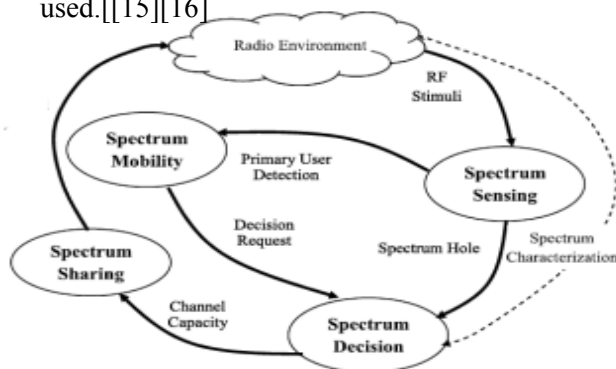 used.[[15][16]
Radio Environment
RF
Stimuli
Spectrum
Mobility
Primary User
Detection
Spectrum
Sensing
Decision
Request
Spectrum Hole
Spectrum
Characterization
Spectrum
Sharing
Channel
Capacity
Spectrum
Decision